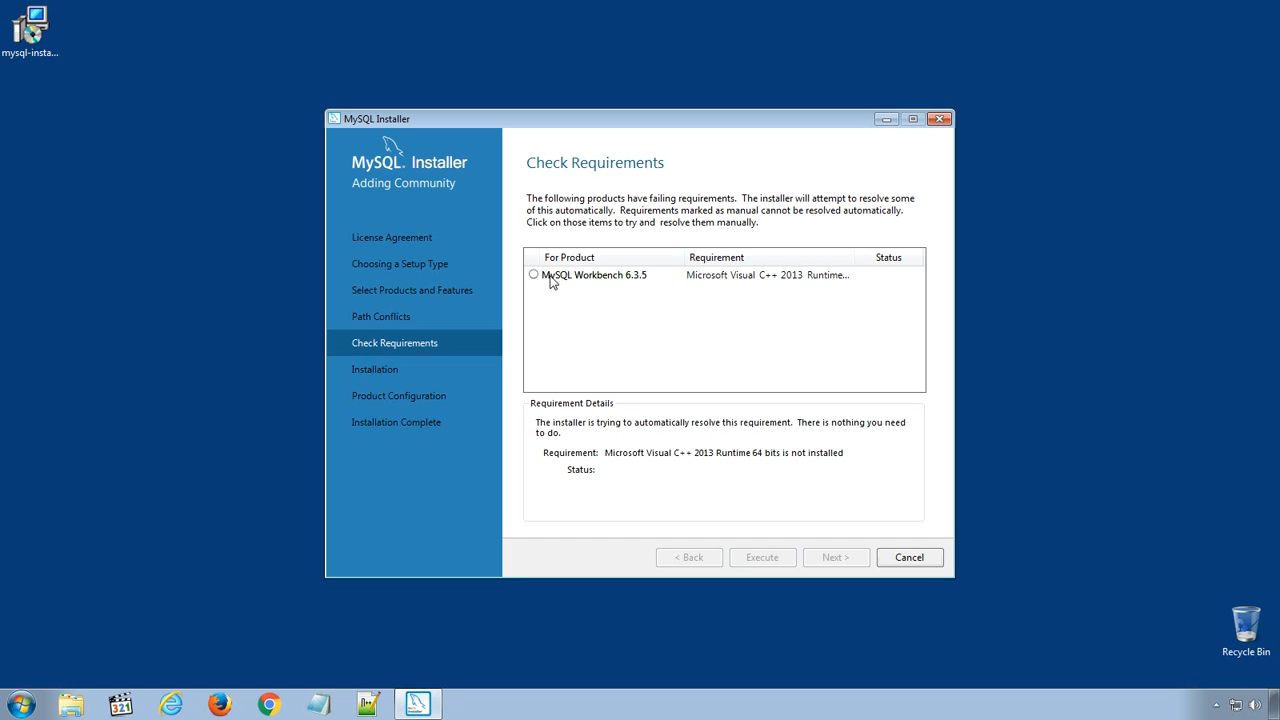 mysql-insta...
MySQL Installer
MySQL. Installer
Adding Community
License Agreement
Choosing a Setup Type
Select Products and Features
Path Conflicts
Check Requirements
Installation
Product Configuration
Installation Complete
Check Requirements
The following products have failing requirements. The installer will attempt to resolve some
of this automatically. Requirements marked as manual cannot be resolved automatically.
Click on those items to try and resolve them manually.
For Product Requirement Status
MySQL Workbench 6.3.5 Microsoft Visual C++ 2013 Runtime...
Requirement Details
The installer is trying to automatically resolve this requirement. There is nothing you need
to do.
Requirement: Microsoft Visual C++ 2013 Runtime 64 bits is not installed
Status:
< Back Execute Next > Cancel
Recycle Bin
321